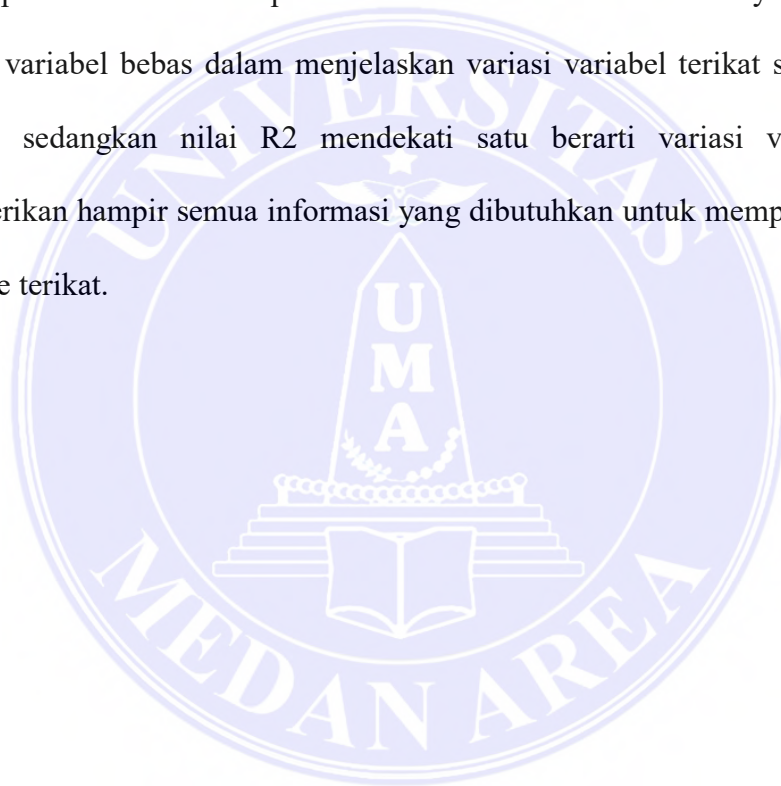 variabel bebas dalam menjelaskan variasi variabel terikat
sedangkan nilai R2 mendekati satu berarti variasi
erikan hampir semua informasi yang dibutuhkan untuk memp
e terikat.
UNIVERSITAS
UMA
MEDAN AREA